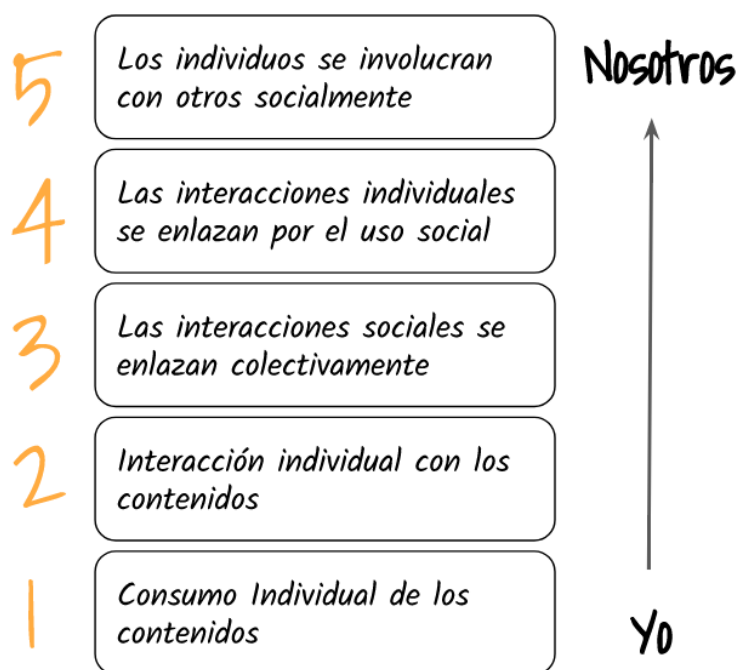 5
Los individuos se involucran
con otros socialmente
Nosotros
4
Las interacciones individuales
se enlazan por el uso social
3
Las interacciones sociales se
enlazan colectivamente
2
Interacción individual con los
contenidos
1
Consumo Individual de los
contenidos
Yo